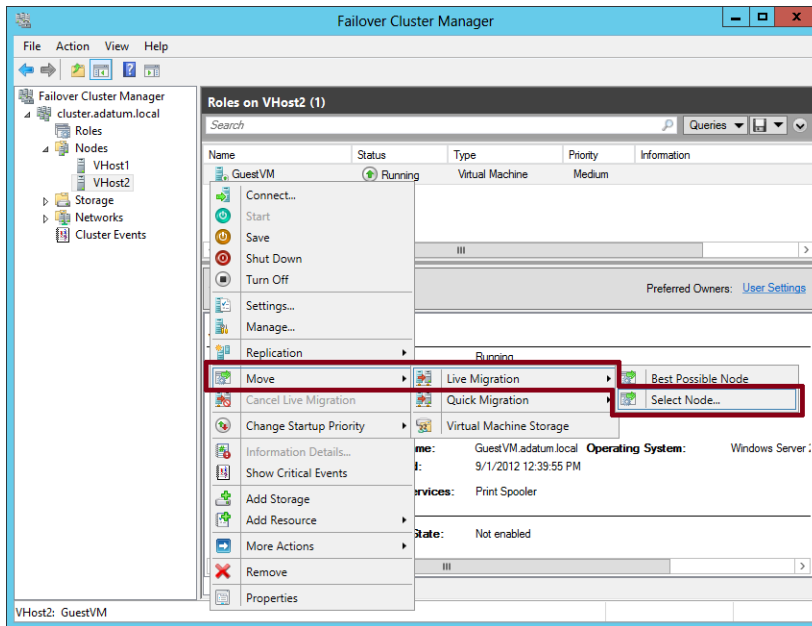 Failover Cluster Manager
File Action View Help
Failover Cluster Manager
cluster.adatum.local
Roles
Nodes
VHost1
VHost2
Storage
Networks
Cluster Events
Roles on VHost2 (1)
Search
Queries
Name Status Type Priority Information
GuestVM Running Virtual Machine Medium
Connect...
Start
Save
Shut Down
Turn Off
Preferred Owners: User Settings
Settings...
Manage...
Replication
Running
Move Live Migration Best Possible Node
Cancel Live Migration Quick Migration Select Node...
Change Startup Priority Virtual Machine Storage
Information Details... me: GuestVM.adatum.local Operating System: Windows Server
Show Critical Events 9/1/2012 12:39:55 PM
ervices: Print Spooler
Add Storage
Add Resource
State: Not enabled
More Actions
Remove
Properties
VHost2: GuestVM